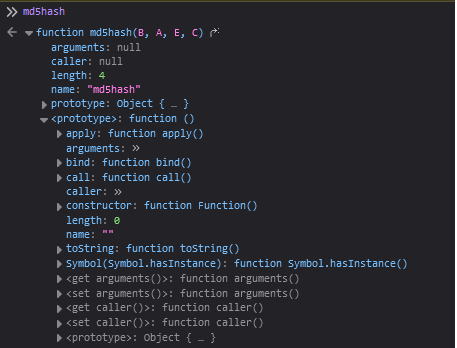 md5hash
function md5hash(B, A, E, C)
arguments: null
caller: null
length: 4
name: "md5hash"
prototype: Object { … }
<prototype>: function ()
apply: function apply()
arguments: »
bind: function bind()
call: function call()
caller: »
constructor: function Function()
length: 0
name: ""
toString: function toString()
Symbol(Symbol.hasInstance): function Symbol.hasInstance()
<get arguments()>: function arguments()
<set arguments()>: function arguments()
<get caller()>: function caller()
<set caller()>: function caller()
<prototype>: Object { … }